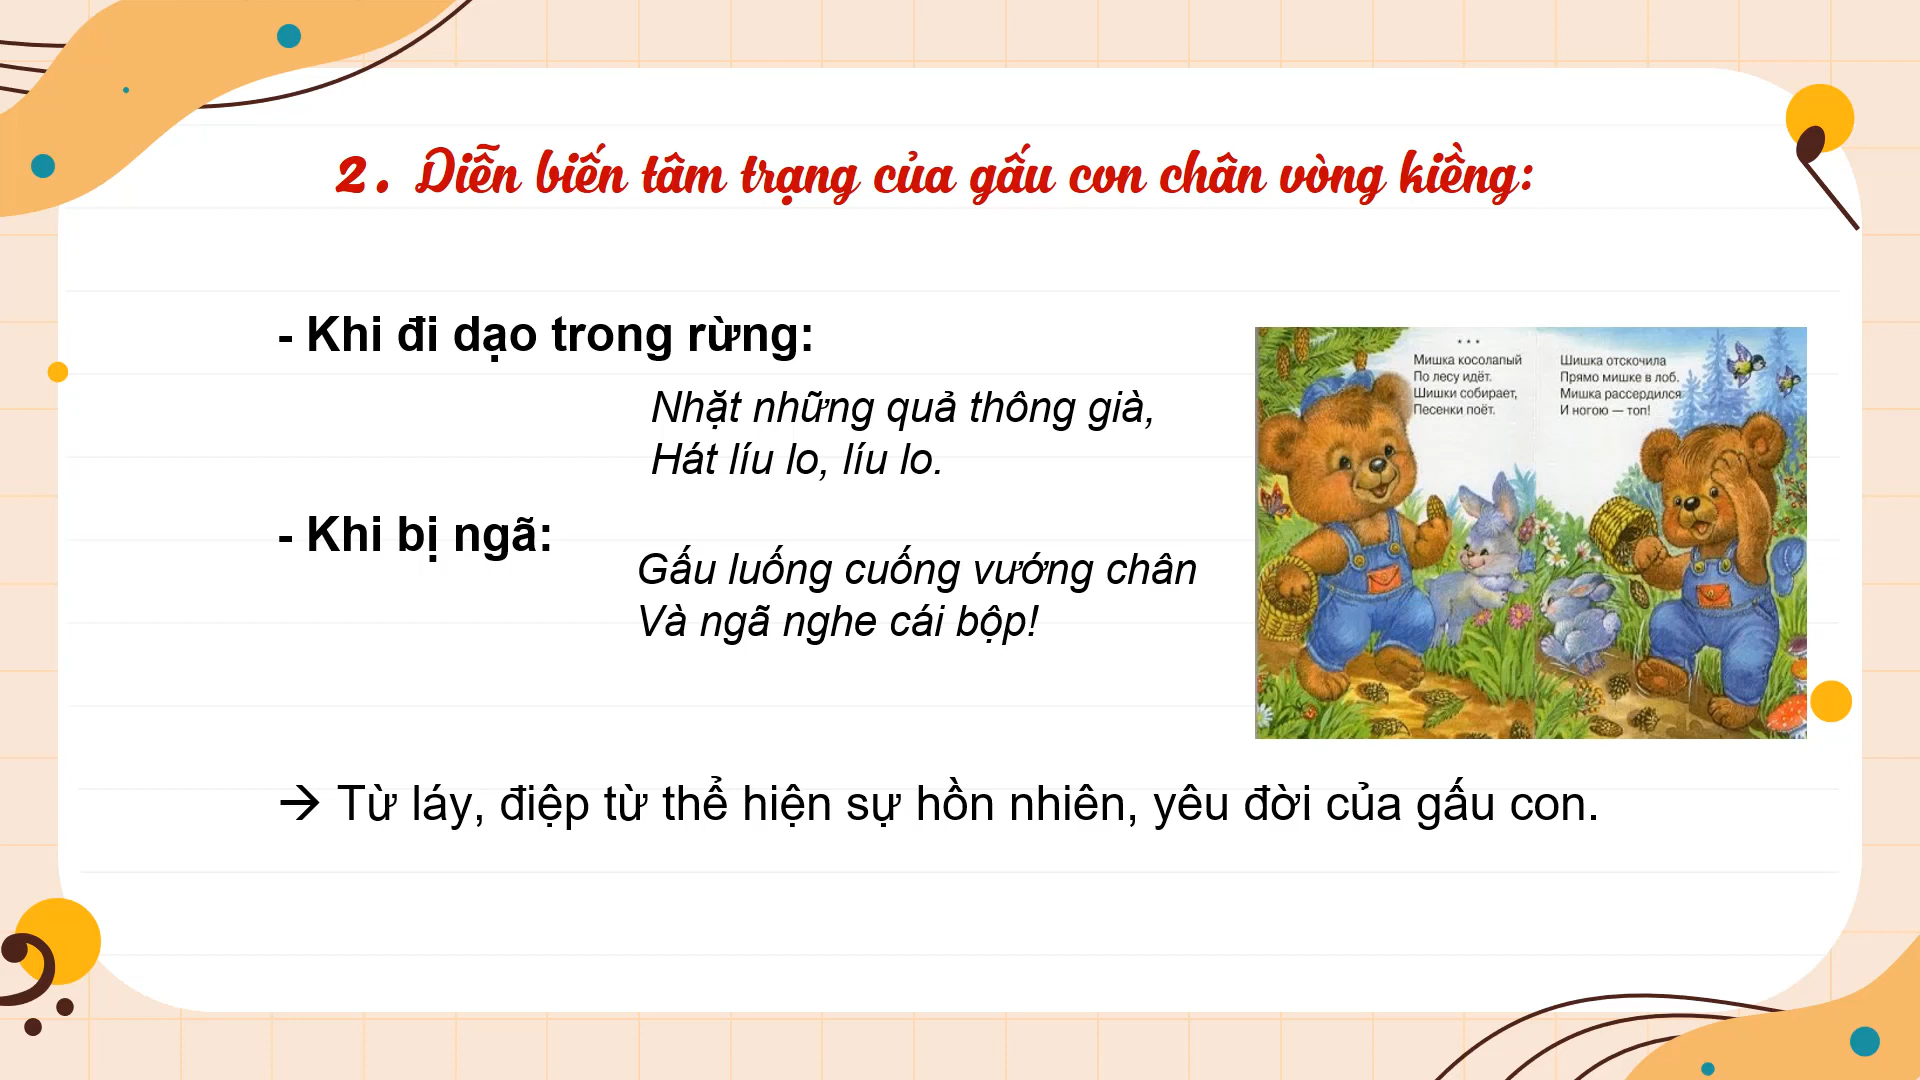 2. Diễn biến tâm trạng của gấu con chân vòng kiềng:
- Khi đi dạo trong rừng:
Nhặt những quả thông già,
Hát líu lo, líu lo.
- Khi bị ngã:
Gấu luống cuống vướng chân
Và ngã nghe cái bộp!
* * *
Мишка косолапый
По лесу идёт.
Шишки собирает,
Песенки поёт.
Шишка отскочила
Прямо мишке в лоб.
Мишка рассердился
И ногою — топ!
→ Từ láy, điệp từ thể hiện sự hồn nhiên, yêu đời của gấu con.